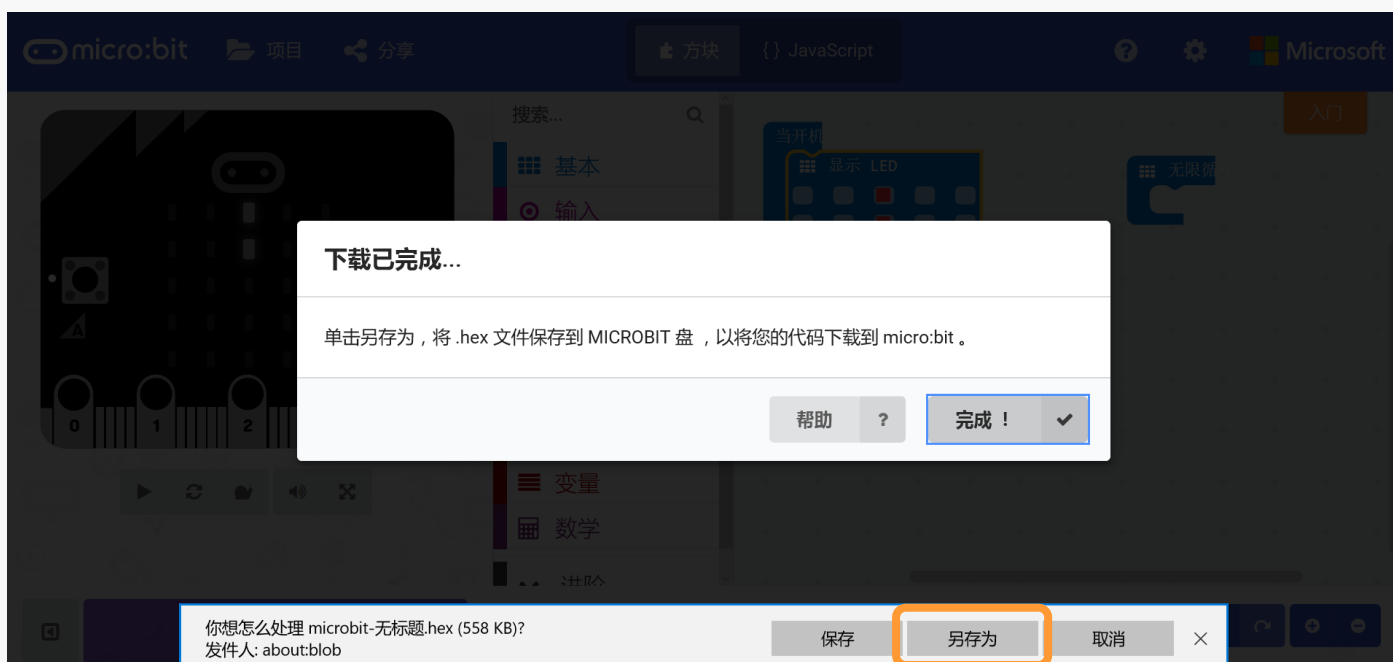 micro:bit 项目 分享 方块 {} JavaScript ? Microsoft
搜索...
入门
当开机
基本
显示 LED
无限循
输入
下载已完成...
单击另存为，将 .hex 文件保存到 MICROBIT 盘 ，以将您的代码下载到 micro:bit 。
A
帮助 ? 完成 ！
0 1 2
变量
数学
进阶
你想怎么处理 microbit-无标题.hex (558 KB)?
发件人: about:blob
保存 另存为 取消